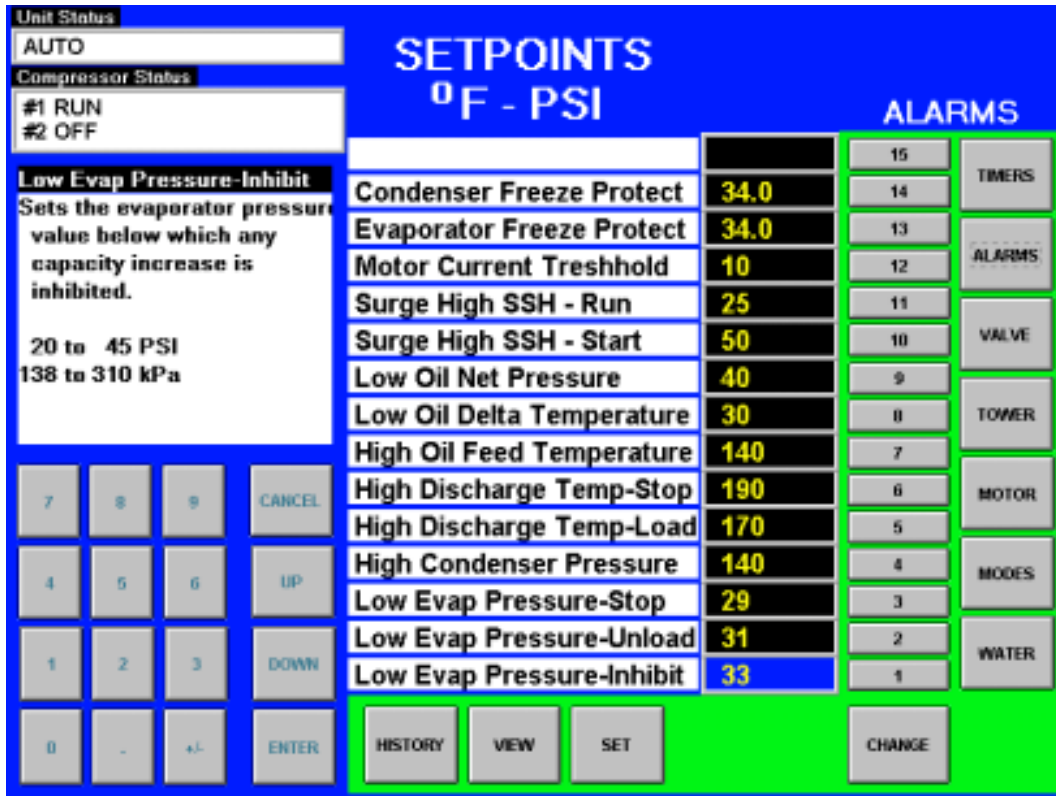 Unit Status
AUTO
Compressor Status
#1 RUN
#2 OFF
Low Evap Pressure-Inhibit
Sets the evaporator pressure
value below which any
capacity increase is
inhibited.
20 to 45 PSI
138 to 310 kPa
7 8 9 CANCEL
4 5 6 UP
1 2 3 DOWN
0 . +/- ENTER
SETPOINTS
⁰F - PSI
ALARMS
15
Condenser Freeze Protect 34.0 14
Evaporator Freeze Protect 34.0 13
Motor Current Treshhold 10 12
Surge High SSH - Run 25 11
Surge High SSH - Start 50 10
Low Oil Net Pressure 40 9
Low Oil Delta Temperature 30 8
High Oil Feed Temperature 140 7
High Discharge Temp-Stop 190 6
High Discharge Temp-Load 170 5
High Condenser Pressure 140 4
Low Evap Pressure-Stop 29 3
Low Evap Pressure-Unload 31 2
Low Evap Pressure-Inhibit 33 1
TIMERS
ALARMS
VALVE
TOWER
MOTOR
MODES
WATER
HISTORY VIEW SET CHANGE